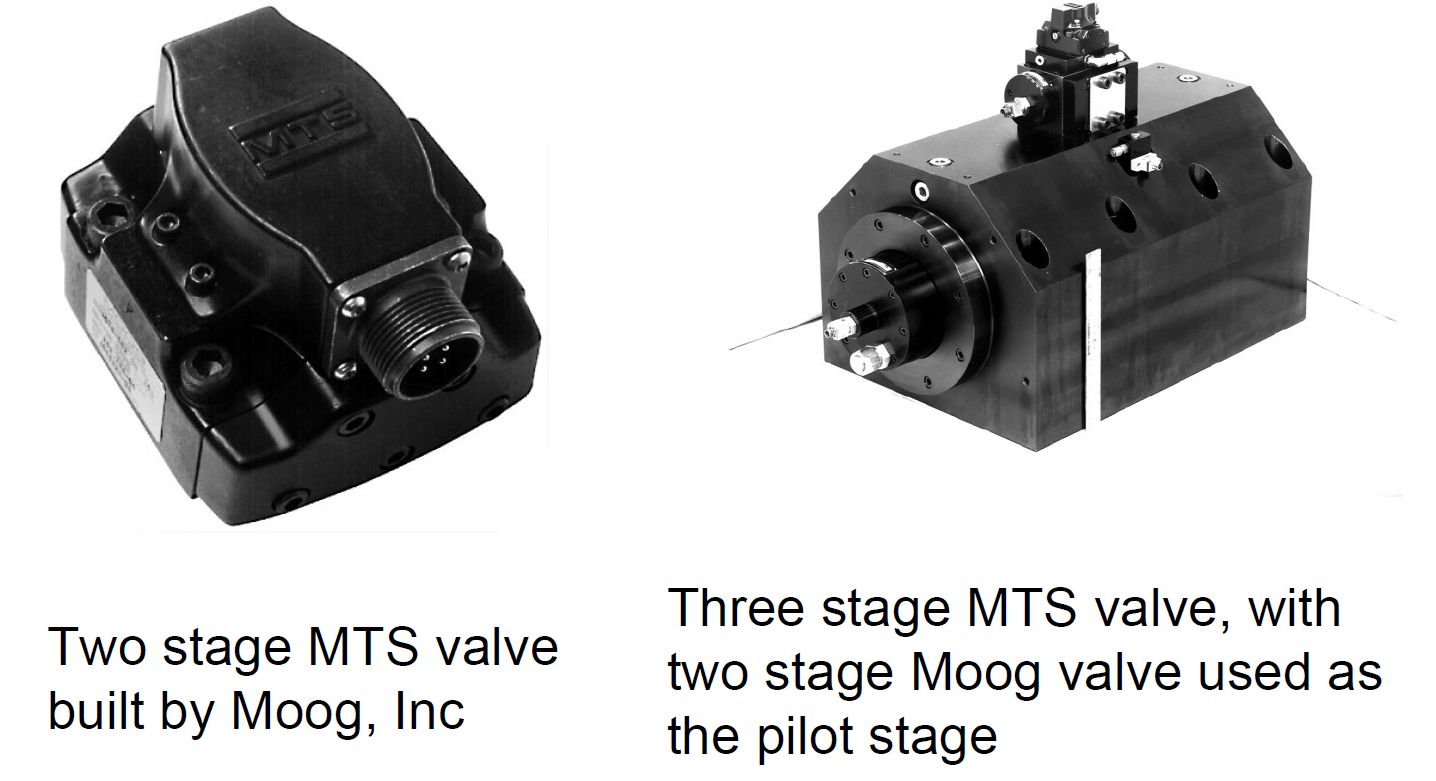 MTS
Two stage MTS valve
built by Moog, Inc
Three stage MTS valve, with
two stage Moog valve used as
the pilot stage